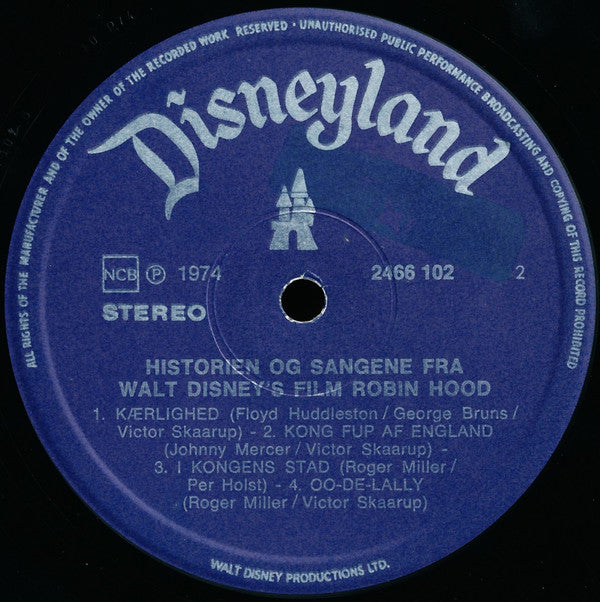 ALL RIGHTS OF THE MANUFACTURER AND OF THE OWNER OF THE RECORDED WORK RESERVED - UNAUTHORISED PUBLIC PERFORMANCE BROADCASTING AND COPYING OF THIS RECORD PROHIBITED
Disneyland
NCB ℗ 1974 2466 102 2
STEREO
HISTORIEN OG SANGENE FRA
WALT DISNEY'S FILM ROBIN HOOD
1. KÆRLIGHED (Floyd Huddleston / George Bruns /
Victor Skaarup) - 2. KONG FUP AF ENGLAND
(Johnny Mercer / Victor Skaarup) -
3. I KONGENS STAD (Roger Miller /
Per Holst) - 4. OO-DE-LALLY
(Roger Miller / Victor Skaarup)
WALT DISNEY PRODUCTIONS LTD.